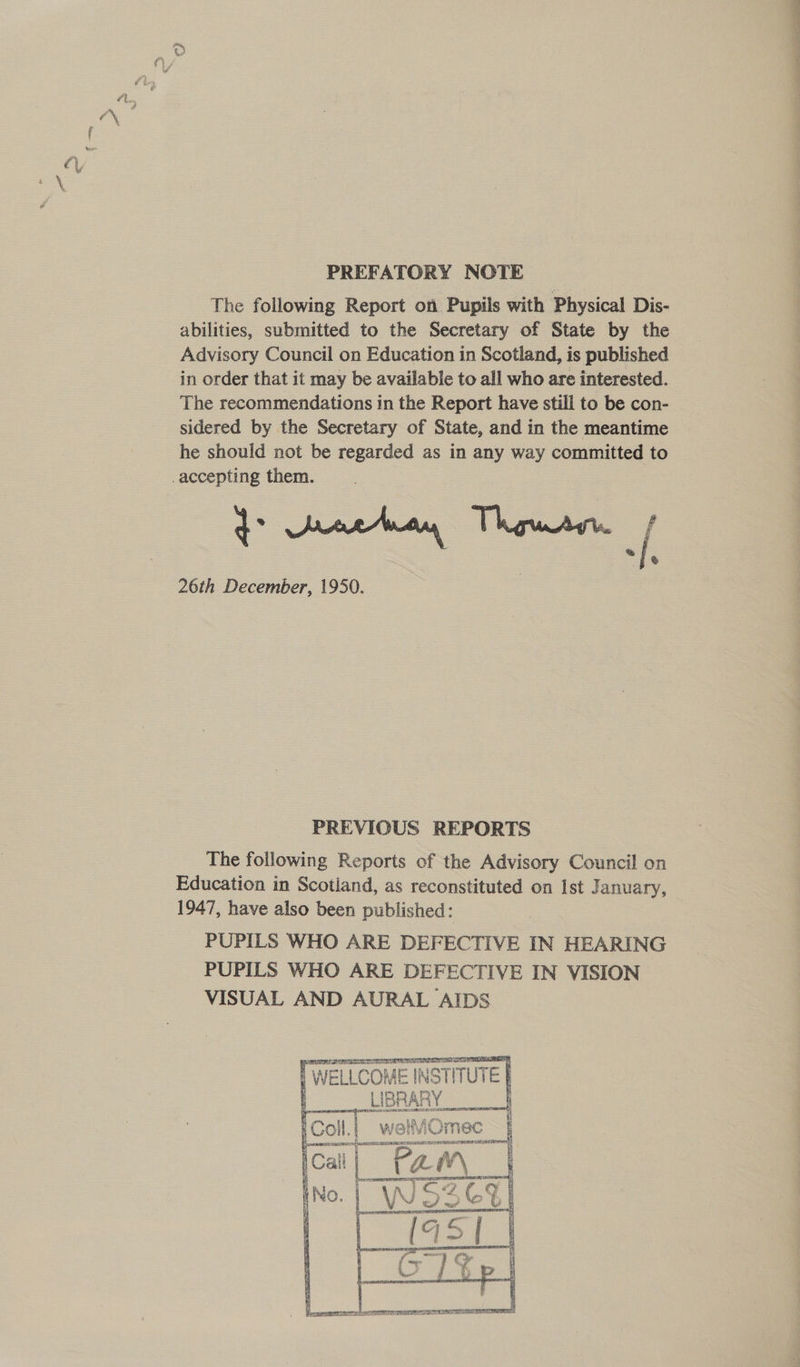 PREFATORY NOTE
The following Report on Pupils with Physical Dis-
abilities, submitted to the Secretary of State by the
Advisory Council on Education in Scotland, is published
in order that it may be available to all who are interested.
The recommendations in the Report have still to be con-
sidered by the Secretary of State, and in the meantime
he should not be regarded as in any way committed to
accepting them.
J. Mackay Thomson
26th December, 1950.
PREVIOUS REPORTS
The following Reports of the Advisory Council on
Education in Scotland, as reconstituted on 1st January,
1947, have also been published:
PUPILS WHO ARE DEFECTIVE IN HEARING
PUPILS WHO ARE DEFECTIVE IN VISION
VISUAL AND AURAL AIDS
WELLCOME INSTITUTE
LIBRARY
Coll. welMOmec
Call Pam
No. WS368
1951
G78p